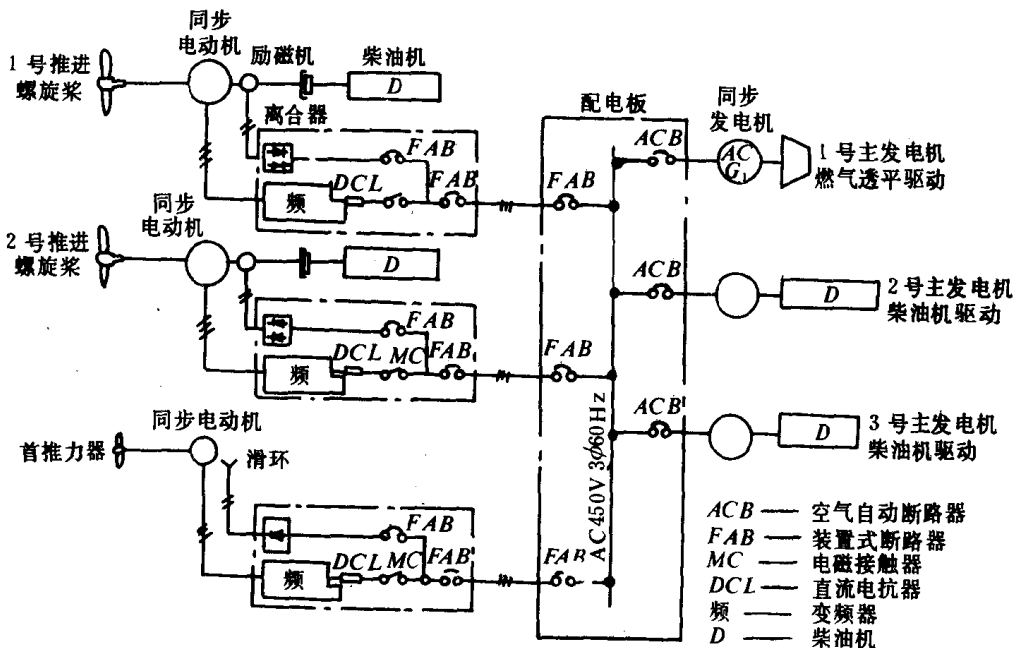 同步
电动机
1号推进
螺旋桨
励磁机
柴油机
D
离合器
FAB
DCL
FAB
频
同步
电动机
2号推进
螺旋桨
D
FAB
DCL MC FAB
频
同步电动机
首推力器
滑环
FAB
DCL MC FAB
频
配电板
FAB
FAB
FAB
AC450V 3φ60Hz
ACB
同步
发电机
AC
G1
1号主发电机
燃气透平驱动
ACB
D
2号主发电机
柴油机驱动
ACB
D
3号主发电机
柴油机驱动
ACB — 空气自动断路器
FAB — 装置式断路器
MC — 电磁接触器
DCL — 直流电抗器
频 — 变频器
D — 柴油机